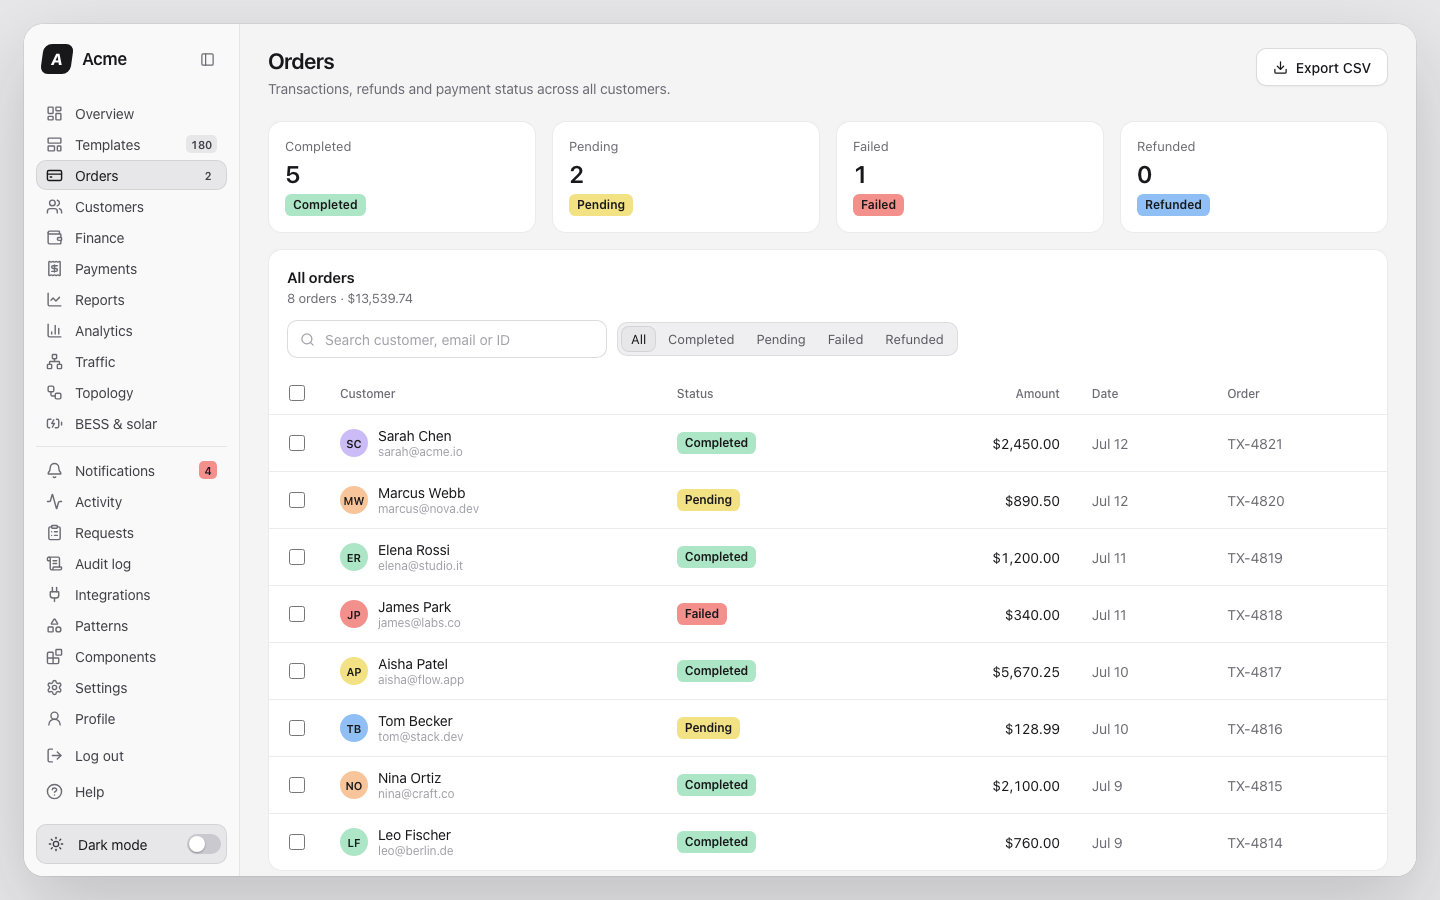 A Acme
Overview
Templates 180
Orders 2
Customers
Finance
Payments
Reports
Analytics
Traffic
Topology
BESS & solar
Notifications 4
Activity
Requests
Audit log
Integrations
Patterns
Components
Settings
Profile
Log out
Help
Dark mode
Orders
Transactions, refunds and payment status across all customers.
Export CSV
Completed
5
Completed
Pending
2
Pending
Failed
1
Failed
Refunded
0
Refunded
All orders
8 orders · $13,539.74
Search customer, email or ID
All Completed Pending Failed Refunded
Customer Status Amount Date Order
SC Sarah Chen Completed $2,450.00 Jul 12 TX-4821
sarah@acme.io
MW Marcus Webb Pending $890.50 Jul 12 TX-4820
marcus@nova.dev
ER Elena Rossi Completed $1,200.00 Jul 11 TX-4819
elena@studio.it
JP James Park Failed $340.00 Jul 11 TX-4818
james@labs.co
AP Aisha Patel Completed $5,670.25 Jul 10 TX-4817
aisha@flow.app
TB Tom Becker Pending $128.99 Jul 10 TX-4816
tom@stack.dev
NO Nina Ortiz Completed $2,100.00 Jul 9 TX-4815
nina@craft.co
LF Leo Fischer Completed $760.00 Jul 9 TX-4814
leo@berlin.de